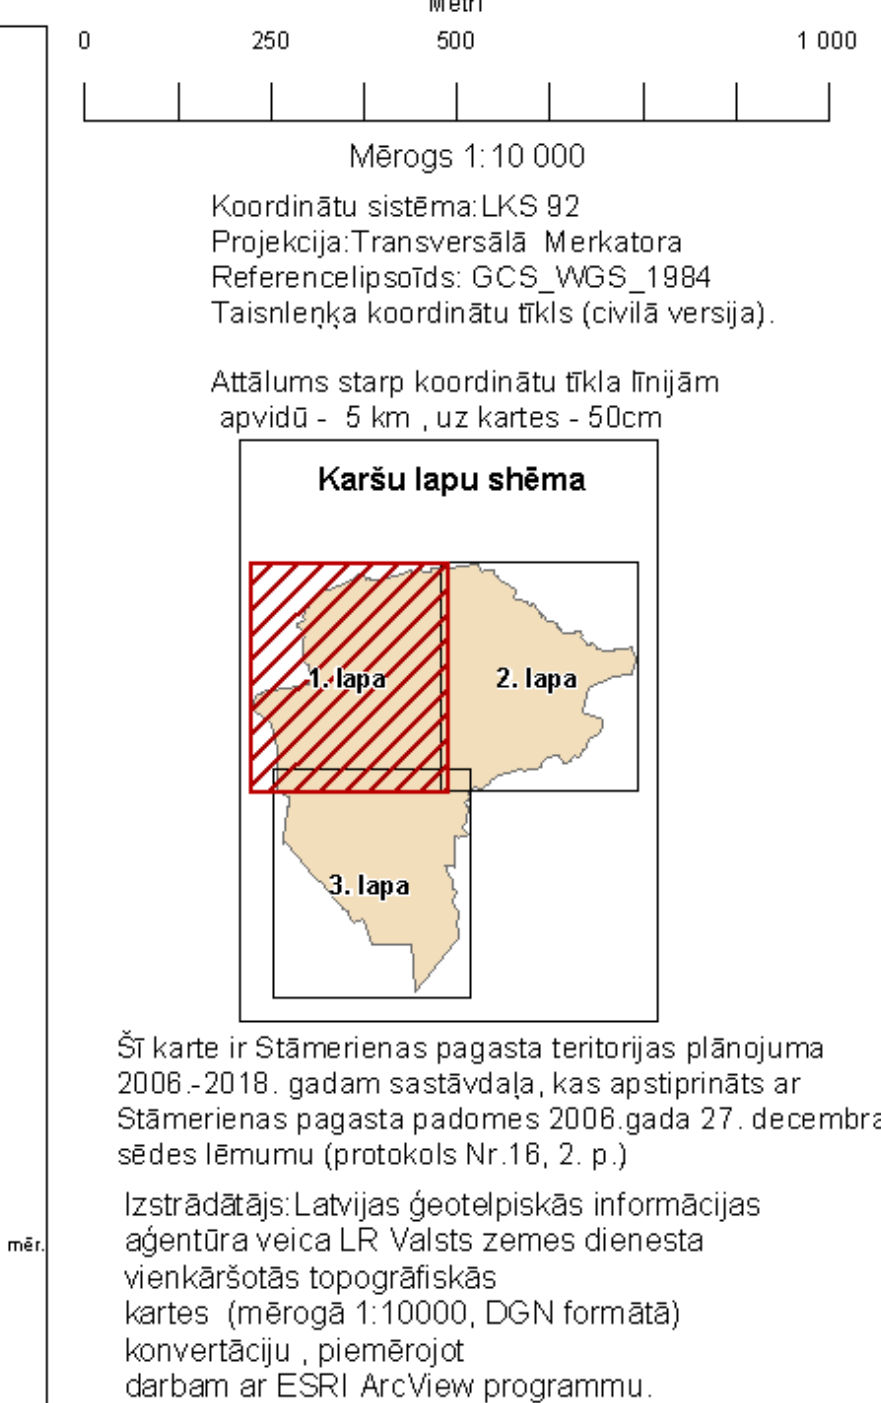 Metri
0 250 500 1 000
Mērogs 1:10 000
Koordinātu sistēma:LKS 92
Projekcija:Transversālā Merkatora
Referencelipsoīds: GCS_WGS_1984
Taisnleņķa koordinātu tīkls (civilā versija).
Attālums starp koordinātu tīkla līnijām
apvidū - 5 km , uz kartes - 50cm
Karšu lapu shēma
1. lapa
2. lapa
3. lapa
Šī karte ir Stāmerienas pagasta teritorijas plānojuma
2006.-2018. gadam sastāvdaļa, kas apstiprināts ar
Stāmerienas pagasta padomes 2006.gada 27. decembra
sēdes lēmumu (protokols Nr.16, 2. p.)
Izstrādātājs:Latvijas ģeotelpiskās informācijas
mēr.
aģentūra veica LR Valsts zemes dienesta
vienkāršotās topogrāfiskās
kartes (mērogā 1:10000, DGN formātā)
konvertāciju , piemērojot
darbam ar ESRI ArcView programmu.